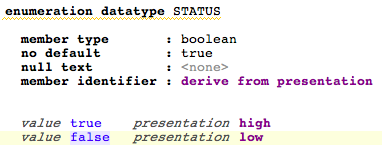 enumeration datatype STATUS
member type : boolean
no default : true
null text : <none>
member identifier : derive from presentation
value true presentation high
value false presentation low